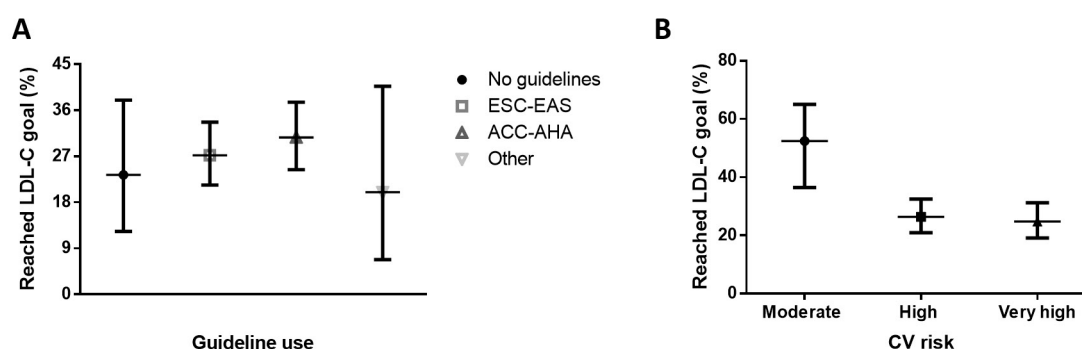 A
Reached LDL-C goal (%)
45
36
27
18
9
0
Guideline use
No guidelines
ESC-EAS
ACC-AHA
Other
B
Reached LDL-C goal (%)
80
60
40
20
0
Moderate High Very high
CV risk